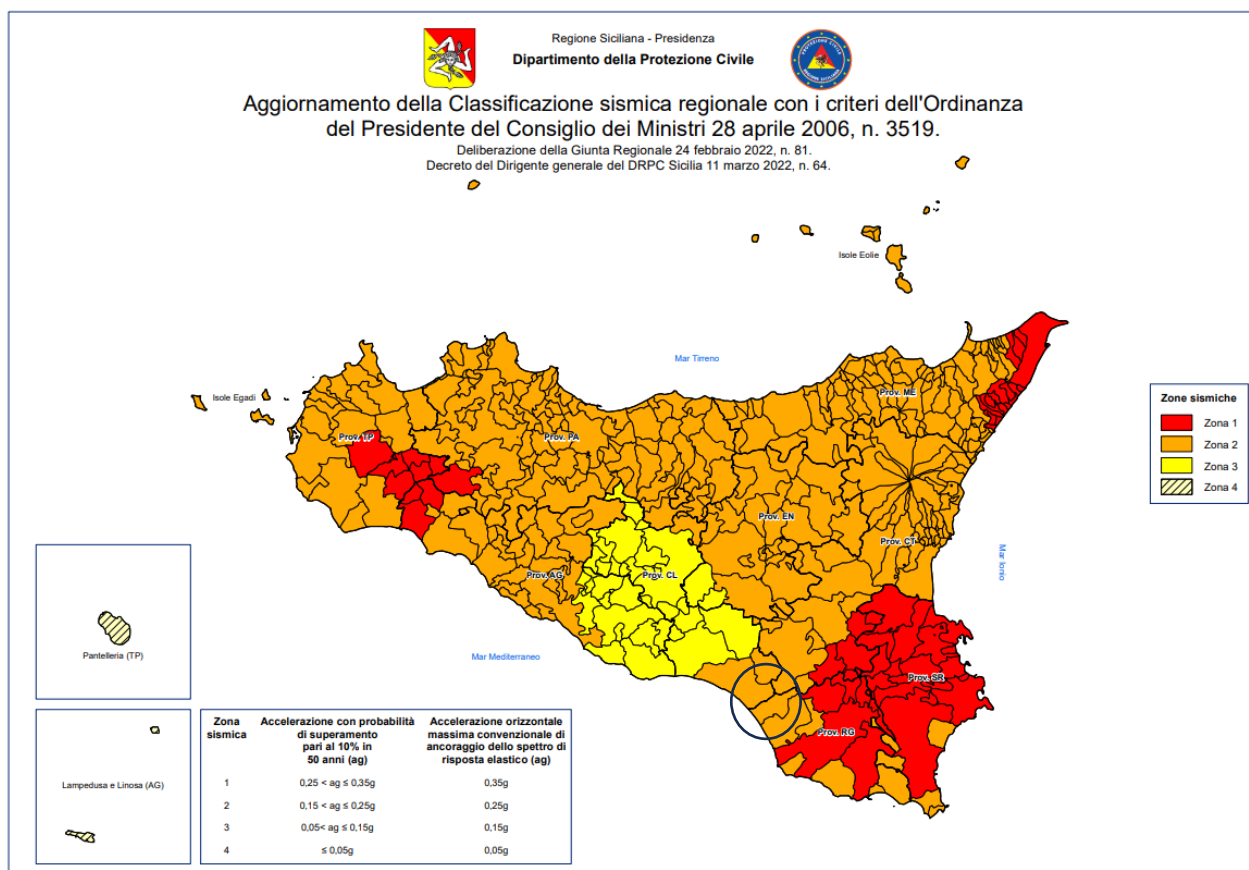 Regione Siciliana - Presidenza
Dipartimento della Protezione Civile
Aggiornamento della Classificazione sismica regionale con i criteri dell'Ordinanza
del Presidente del Consiglio dei Ministri 28 aprile 2006, n. 3519.
Deliberazione della Giunta Regionale 24 febbraio 2022, n. 81.
Decreto del Dirigente generale del DRPC Sicilia 11 marzo 2022, n. 64.
Isole Eolie
Mar Tirreno
Isole Egadi
Prov. ME
Prov. TP
Prov. PA
Prov. EN
Prov. CT
Prov. AG
Prov. CL
Mar Ionio
Mar Mediterraneo
Prov. SR
Prov. RG
Zone sismiche
Zona 1
Zona 2
Zona 3
Zona 4
Pantelleria (TP)
Lampedusa e Linosa (AG)
Zona sismica
Accelerazione con probabilità di superamento pari al 10% in 50 anni (ag)
Accelerazione orizzontale massima convenzionale di ancoraggio dello spettro di risposta elastico (ag)
1 0,25 < ag ≤ 0,35g 0,35g
2 0,15 < ag ≤ 0,25g 0,25g
3 0,05< ag ≤ 0,15g 0,15g
4 ≤ 0,05g 0,05g